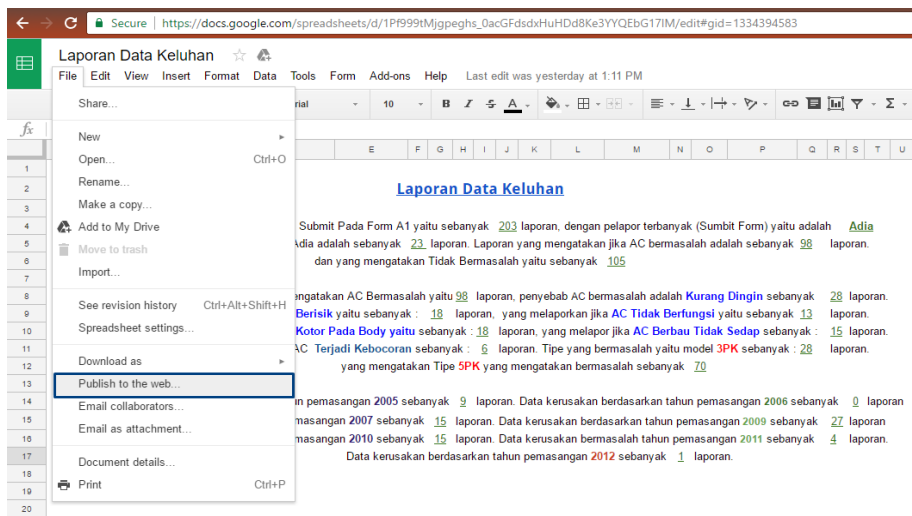 Secure | https://docs.google.com/spreadsheets/d/1Pf999tMjgpeghs_0acGFdsdxHuHDd8Ke3YYQEbG17IM/edit#gid=1334394583
Laporan Data Keluhan
File Edit View Insert Format Data Tools Form Add-ons Help Last edit was yesterday at 1:11 PM
Share...
rial 10 B I S A
fx
New
Open... Ctrl+O
Rename...
Make a copy...
Add to My Drive
Move to trash
Import...
See revision history Ctrl+Alt+Shift+H
Spreadsheet settings...
Download as
Publish to the web...
Email collaborators...
Email as attachment...
Document details...
Print Ctrl+P
E F G H I J K L M N O P Q R S T U
1
2 Laporan Data Keluhan
3
4 Submit Pada Form A1 yaitu sebanyak 203 laporan, dengan pelapor terbanyak (Sumbit Form) yaitu adalah Adia
5 Adia adalah sebanyak 23 laporan. Laporan yang mengatakan jika AC bermasalah adalah sebanyak 98 laporan.
6 dan yang mengatakan Tidak Bermasalah yaitu sebanyak 105
7
8 engatakan AC Bermasalah yaitu 98 laporan, penyebab AC bermasalah adalah Kurang Dingin sebanyak 28 laporan.
9 Berisik yaitu sebanyak : 18 laporan, yang melaporkan jika AC Tidak Berfungsi yaitu sebanyak 13 laporan.
10 Kotor Pada Body yaitu sebanyak : 18 laporan, yang melapor jika AC Berbau Tidak Sedap sebanyak : 15 laporan.
11 AC Terjadi Kebocoran sebanyak : 6 laporan. Tipe yang bermasalah yaitu model 3PK sebanyak : 28 laporan.
12 yang mengatakan Tipe 5PK yang mengatakan bermasalah sebanyak 70
13
14 un pemasangan 2005 sebanyak 9 laporan. Data kerusakan berdasarkan tahun pemasangan 2006 sebanyak 0 laporan
15 masangan 2007 sebanyak 15 laporan. Data kerusakan berdasarkan tahun pemasangan 2009 sebanyak 27 laporan
16 masangan 2010 sebanyak 15 laporan. Data kerusakan bermasalah tahun pemasangan 2011 sebanyak 4 laporan.
17 Data kerusakan berdasarkan tahun pemasangan 2012 sebanyak 1 laporan.
18
19
20